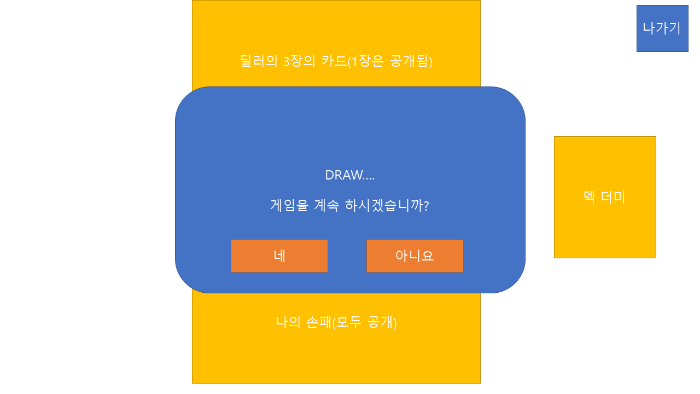 나가기
딜러의 3장의 카드(1장은 공개됨)
DRAW....
게임을 계속 하시겠습니까?
네
아니요
덱 더미
나의 손패(모두 공개)